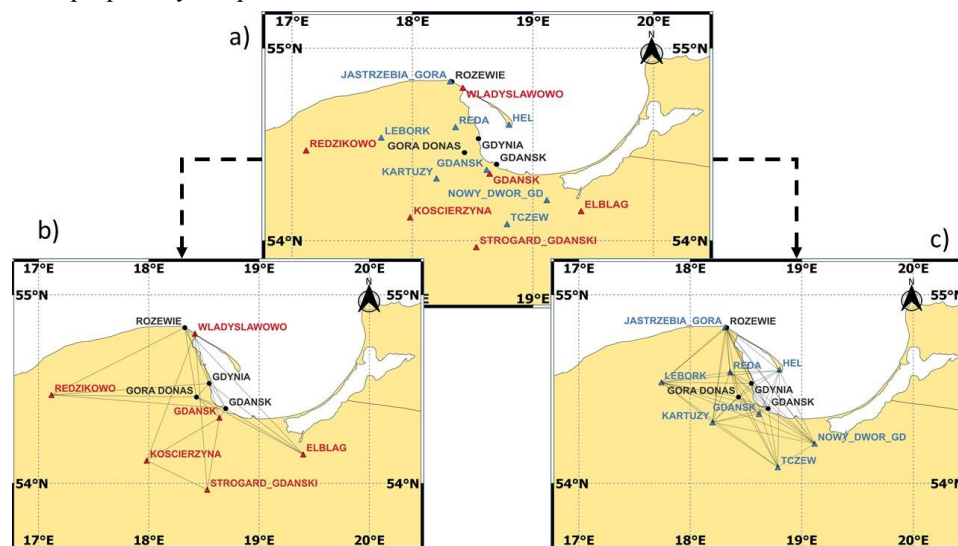 17°E 18°E 19°E 20°E
a)
N
55°N 55°N
JASTRZEBIA_GORA ROZEWIE
WLADYSLAWOWO
HEL
REDA
LEBORK
REDZIKOWO
GORA DONAS GYDNIA
GDANSK
GDANSK
GDANSK
KARTUZY
NOWY_DWOR_GD
KOSCIERZYNA
ELBLAG
TCZEW
54°N 54°N
STROGARD_GDANSKI
19°E
b)
17°E 18°E 19°E 20°E
N
55°N
ROZEWIE
WLADYSLAWOWO
REDZIKOWO
GDYNIA
GORA DONAS
GDANSK
GDANSK
KOSCIERZYNA
ELBLAG
STROGARD_GDANSKI
54°N
17°E 18°E 19°E 20°E
c)
17°E 18°E 19°E 20°E
N
55°N 55°N
JASTRZEBIA_GORA ROZEWIE
HEL
REDA
LEBORK
GDYNIA
GORA DONAS
GDANSK
GDANSK
KARTUZY
NOWY_DWOR_GD
TCZEW
54°N 54°N
17°E 18°E 19°E 20°E